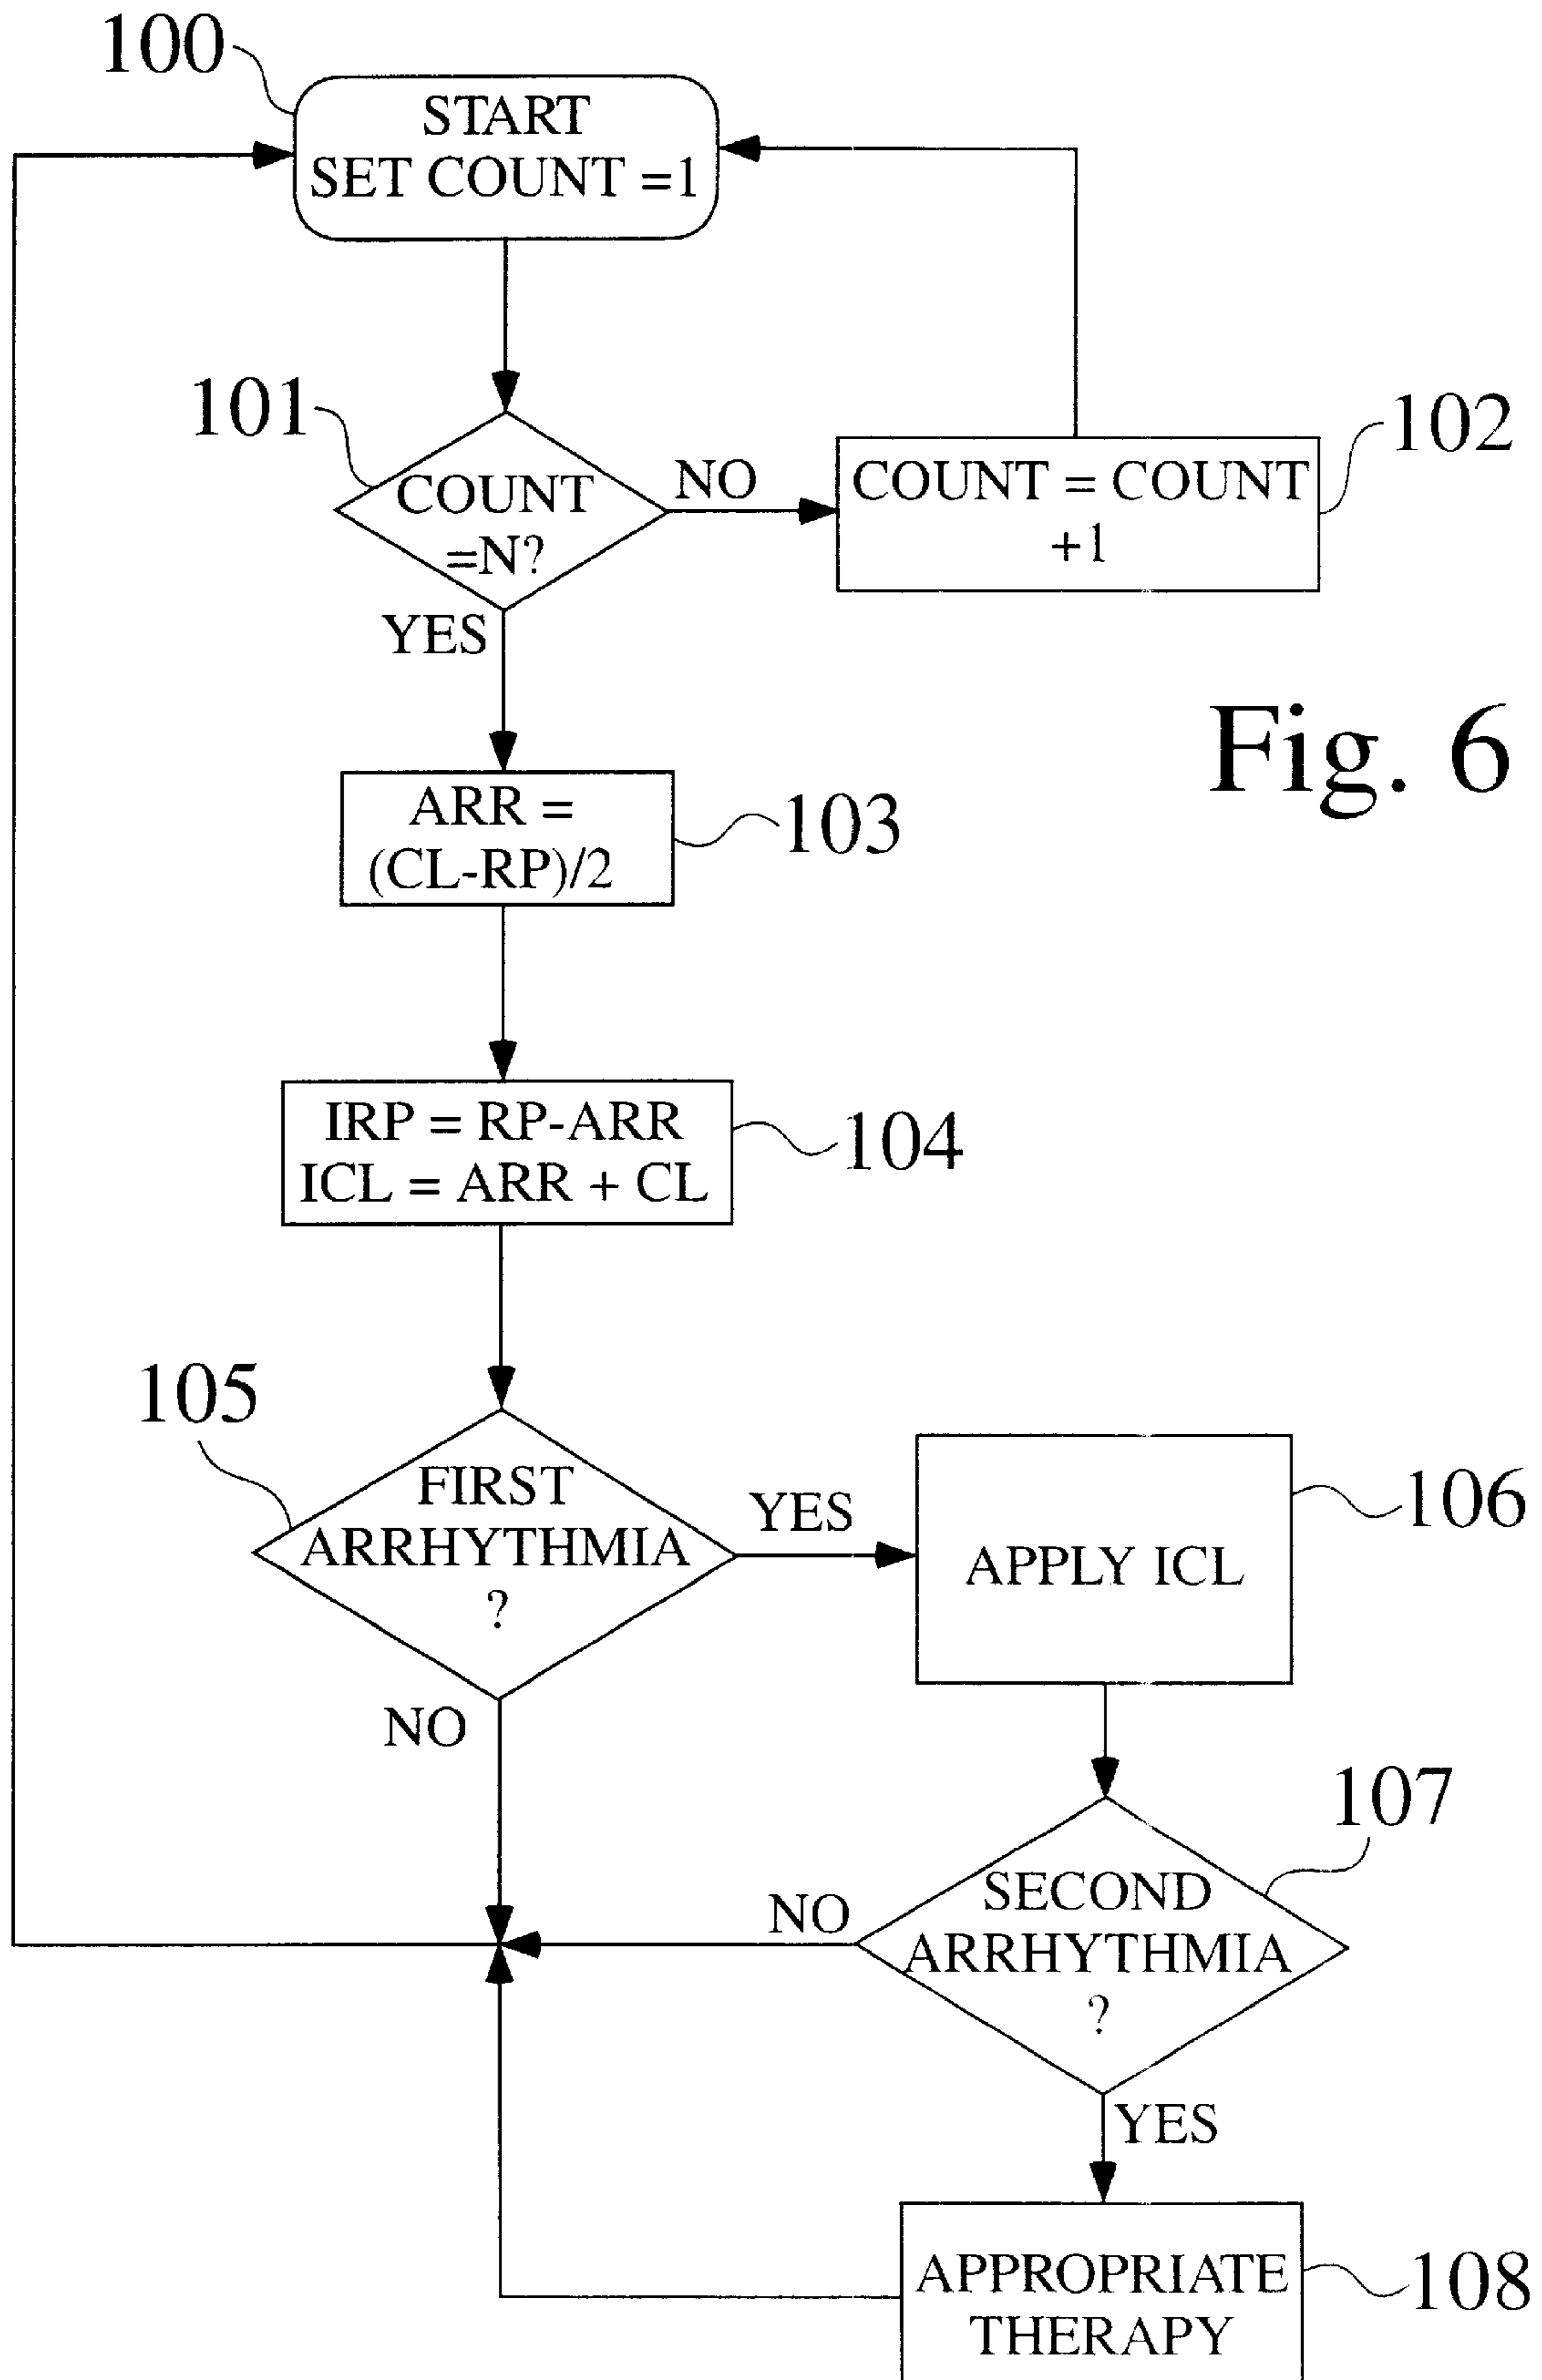 100
START
SET COUNT =1
101
COUNT
=N?
NO
COUNT = COUNT
+1
102
YES
Fig. 6
ARR =
(CL-RP)/2
103
IRP = RP-ARR
ICL = ARR + CL
104
105
FIRST
ARRHYTHMIA
?
YES
APPLY ICL
106
NO
107
SECOND
ARRHYTHMIA
?
NO
YES
APPROPRIATE
THERAPY
108